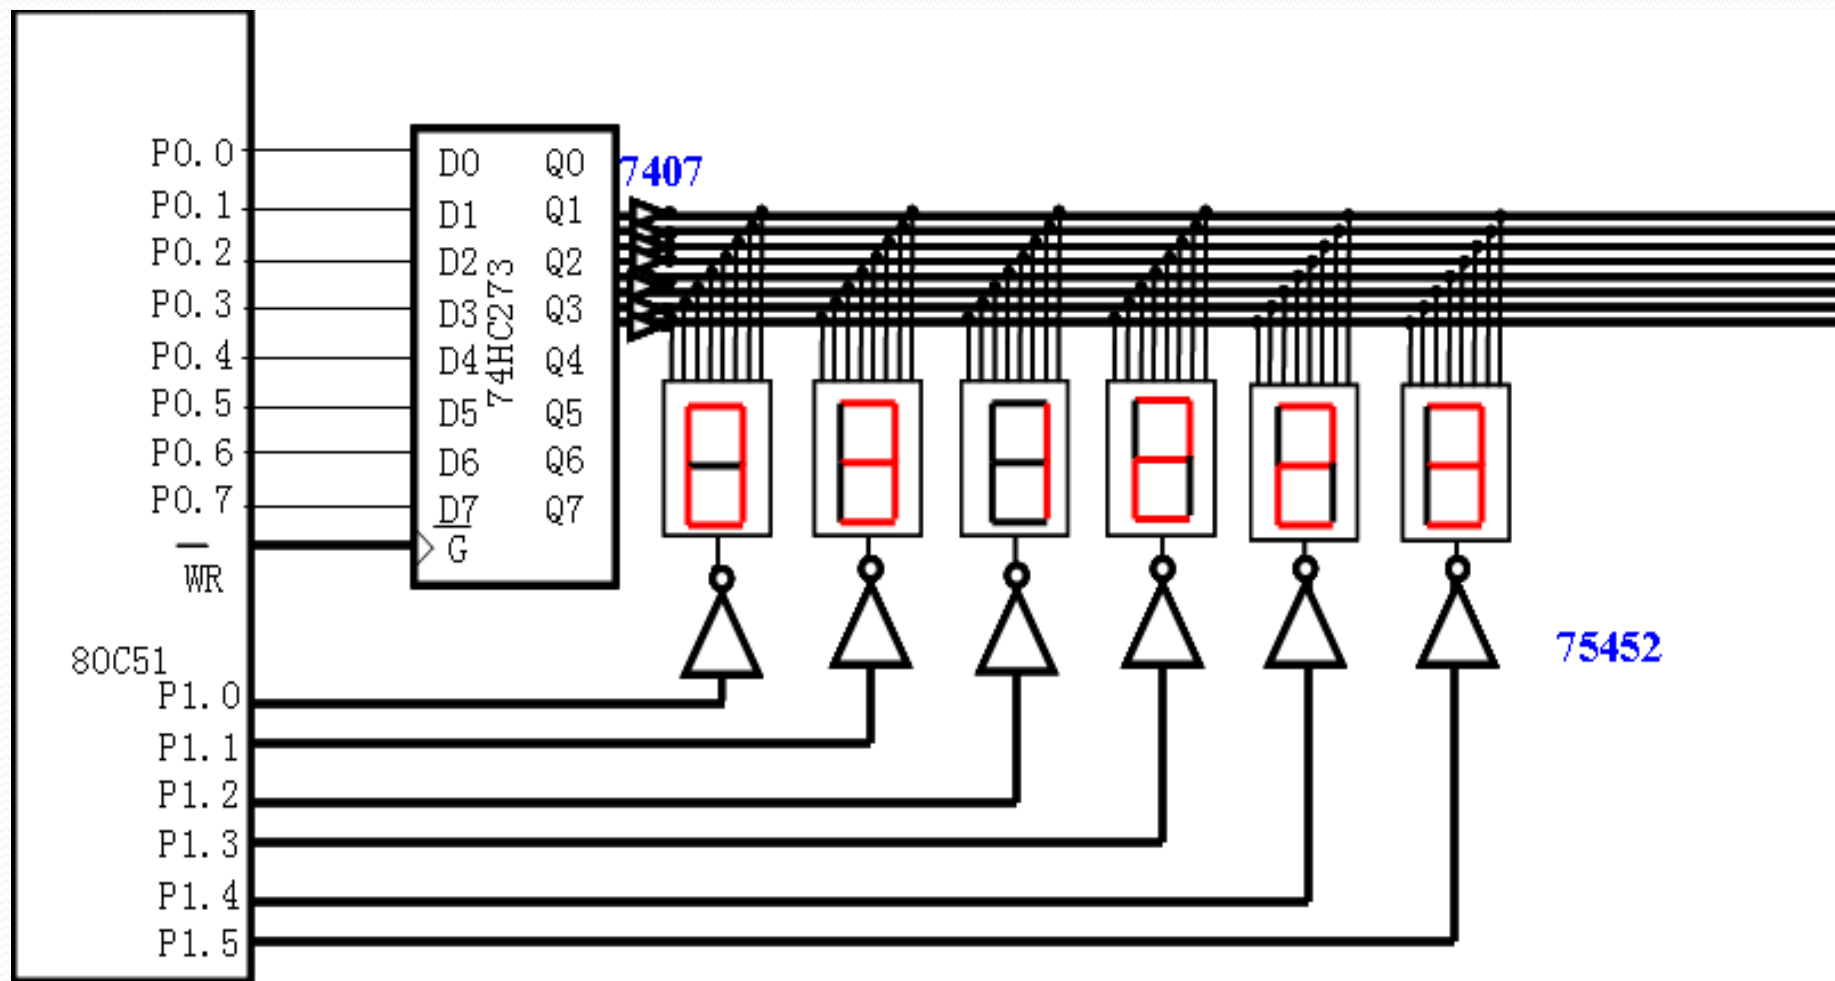 7407
P0.0
P0.1
P0.2
P0.3
P0.4
P0.5
P0.6
P0.7
WR
80C51
P1.0
P1.1
P1.2
P1.3
P1.4
P1.5
D0 Q0
D1 Q1
D2 Q2
D3 Q3
D4 Q4
D5 Q5
D6 Q6
D7 Q7
G
74HC273
75452